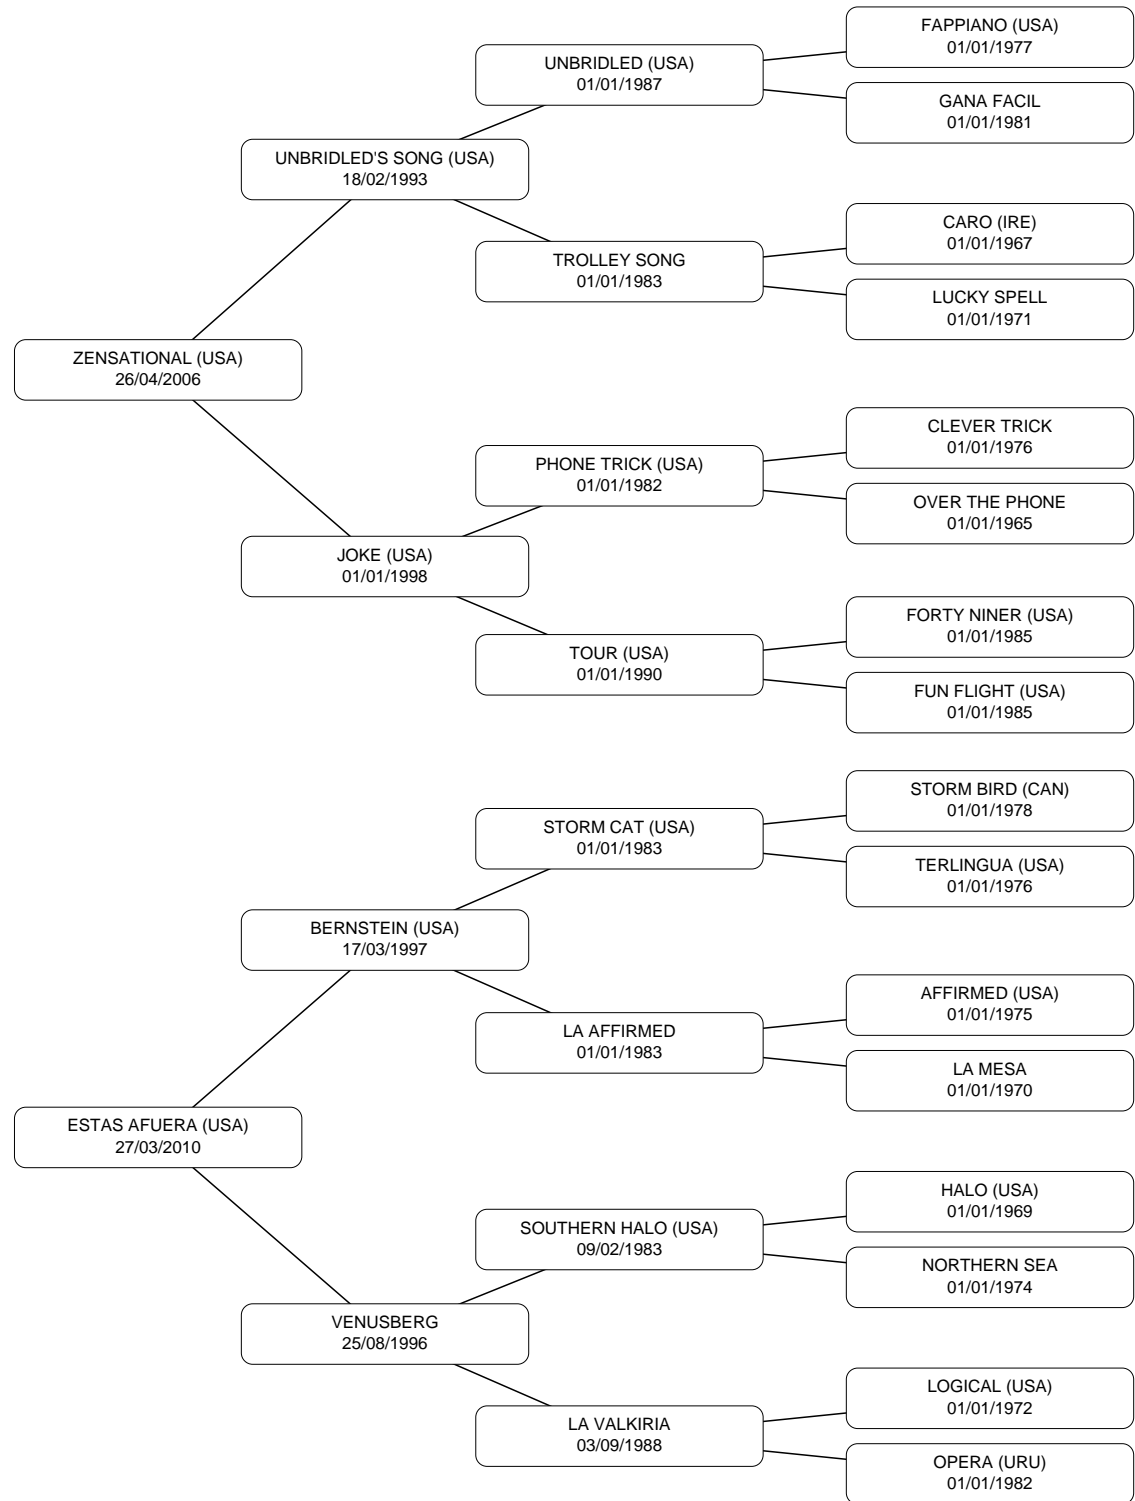 FAPPIANO (USA)
01/01/1977
UNBRIDLED (USA)
01/01/1987
GANA FACIL
01/01/1981
UNBRIDLED'S SONG (USA)
18/02/1993
CARO (IRE)
01/01/1967
TROLLEY SONG
01/01/1983
LUCKY SPELL
01/01/1971
ZENSATIONAL (USA)
26/04/2006
CLEVER TRICK
01/01/1976
PHONE TRICK (USA)
01/01/1982
OVER THE PHONE
01/01/1965
JOKE (USA)
01/01/1998
FORTY NINER (USA)
01/01/1985
TOUR (USA)
01/01/1990
FUN FLIGHT (USA)
01/01/1985
STORM BIRD (CAN)
01/01/1978
STORM CAT (USA)
01/01/1983
TERLINGUA (USA)
01/01/1976
BERNSTEIN (USA)
17/03/1997
AFFIRMED (USA)
01/01/1975
LA AFFIRMED
01/01/1983
LA MESA
01/01/1970
ESTAS AFUERA (USA)
27/03/2010
HALO (USA)
01/01/1969
SOUTHERN HALO (USA)
09/02/1983
NORTHERN SEA
01/01/1974
VENUSBERG
25/08/1996
LOGICAL (USA)
01/01/1972
LA VALKIRIA
03/09/1988
OPERA (URU)
01/01/1982